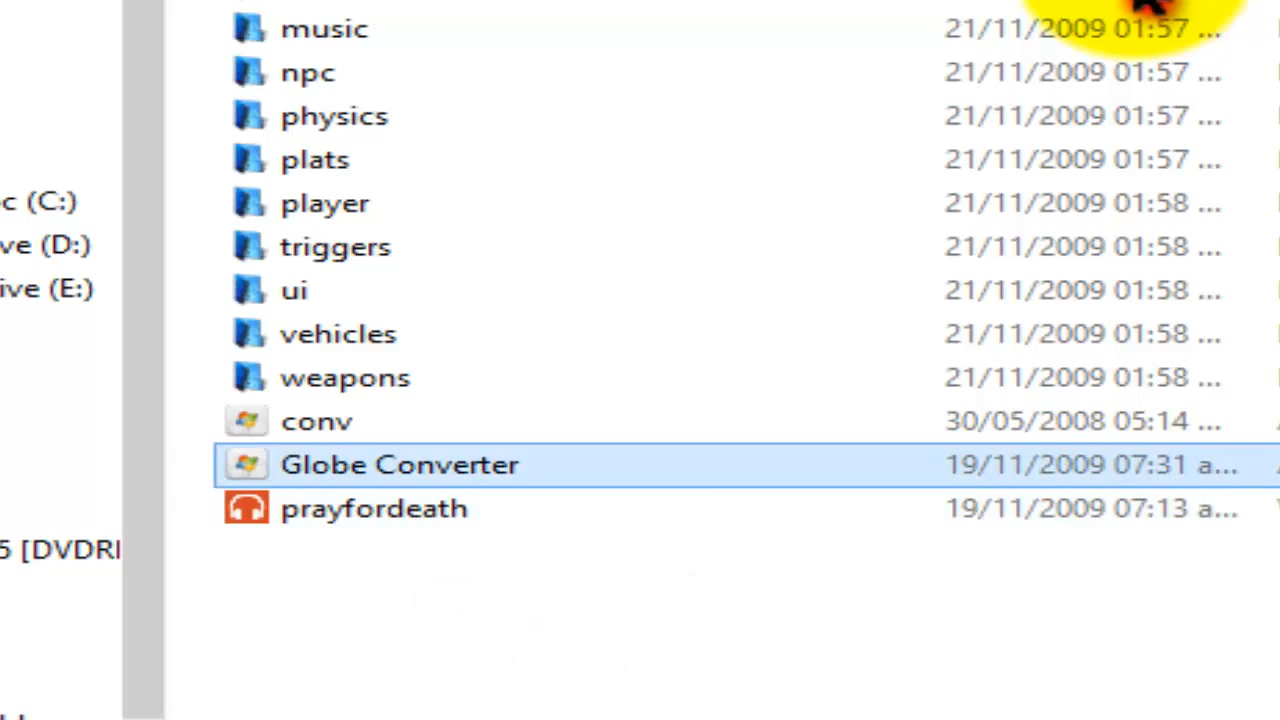 music 21/11/2009 01:57 ...
npc 21/11/2009 01:57 ...
physics 21/11/2009 01:57 ...
plats 21/11/2009 01:57 ...
c (C:) player 21/11/2009 01:58 ...
ve (D:) triggers 21/11/2009 01:58 ...
ive (E:) ui 21/11/2009 01:58 ...
vehicles 21/11/2009 01:58 ...
weapons 21/11/2009 01:58 ...
conv 30/05/2008 05:14 ...
Globe Converter 19/11/2009 07:31 a...
prayfordeath 19/11/2009 07:13 a...
5 [DVDRI